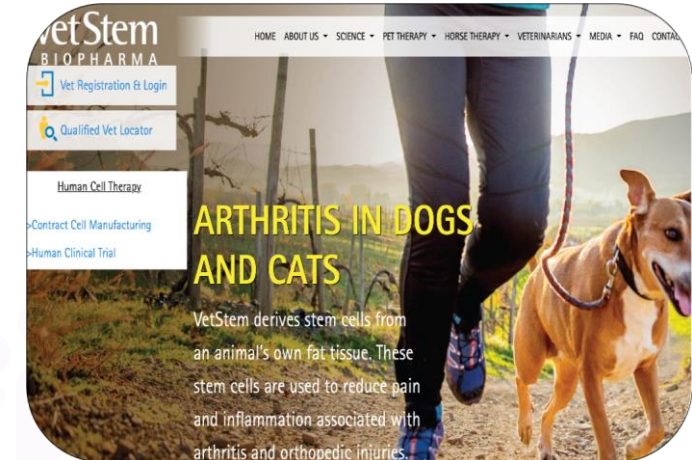 VetStem
BIOPHARMA
HOME ABOUT US SCIENCE PET THERAPY HORSE THERAPY VETERINARIANS MEDIA FAQ
Vet Registration & Login
Qualified Vet Locator
Human Cell Therapy
>Contract Cell Manufacturing
>Human Clinical Trial
ARTHRITIS IN DOGS
AND CATS
VetStem derives stem cells from
an animal's own fat tissue. These
stem cells are used to reduce pain
and inflammation associated with
arthritis and orthopedic injuries.